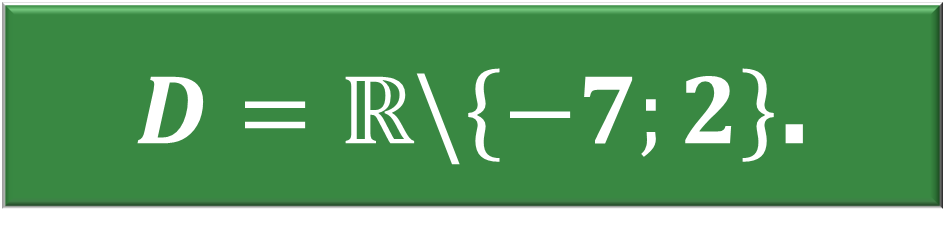 D = ℝ\{−7; 2}.